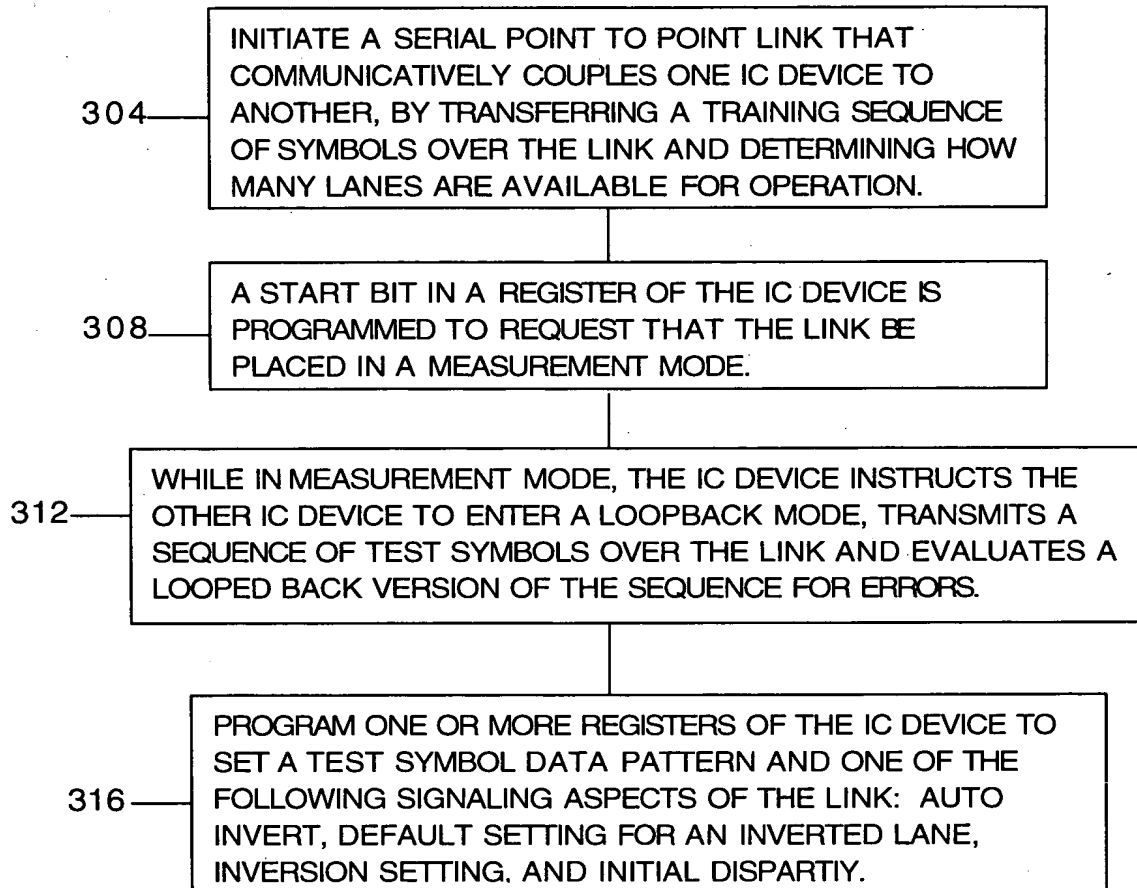 INITIATE A SERIAL POINT TO POINT LINK THAT
COMMUNICATIVELY COUPLES ONE IC DEVICE TO
304
ANOTHER, BY TRANSFERRING A TRAINING SEQUENCE
OF SYMBOLS OVER THE LINK AND DETERMINING HOW
MANY LANES ARE AVAILABLE FOR OPERATION.
A START BIT IN A REGISTER OF THE IC DEVICE IS
308
PROGRAMMED TO REQUEST THAT THE LINK BE
PLACED IN A MEASUREMENT MODE.
WHILE IN MEASUREMENT MODE, THE IC DEVICE INSTRUCTS THE
312
OTHER IC DEVICE TO ENTER A LOOPBACK MODE, TRANSMITS A
SEQUENCE OF TEST SYMBOLS OVER THE LINK AND EVALUATES A
LOOPED BACK VERSION OF THE SEQUENCE FOR ERRORS.
PROGRAM ONE OR MORE REGISTERS OF THE IC DEVICE TO
SET A TEST SYMBOL DATA PATTERN AND ONE OF THE
316
FOLLOWING SIGNALING ASPECTS OF THE LINK: AUTO
INVERT, DEFAULT SETTING FOR AN INVERTED LANE,
INVERSION SETTING, AND INITIAL DISPARTIY.